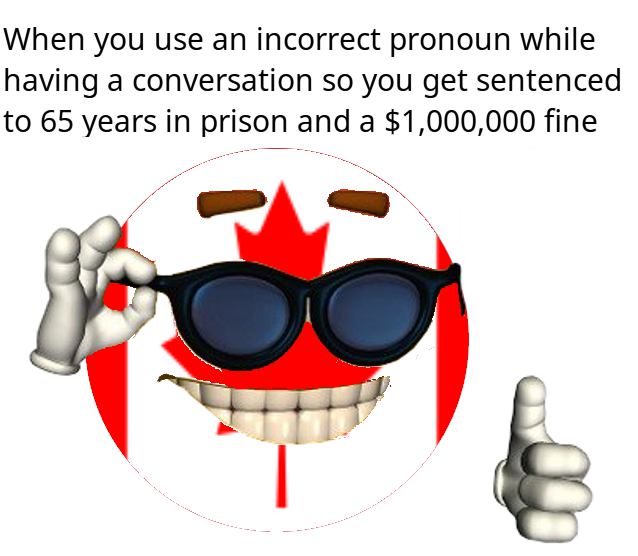 When you use an incorrect pronoun while
having a conversation so you get sentenced
to 65 years in prison and a $1,000,000 fine